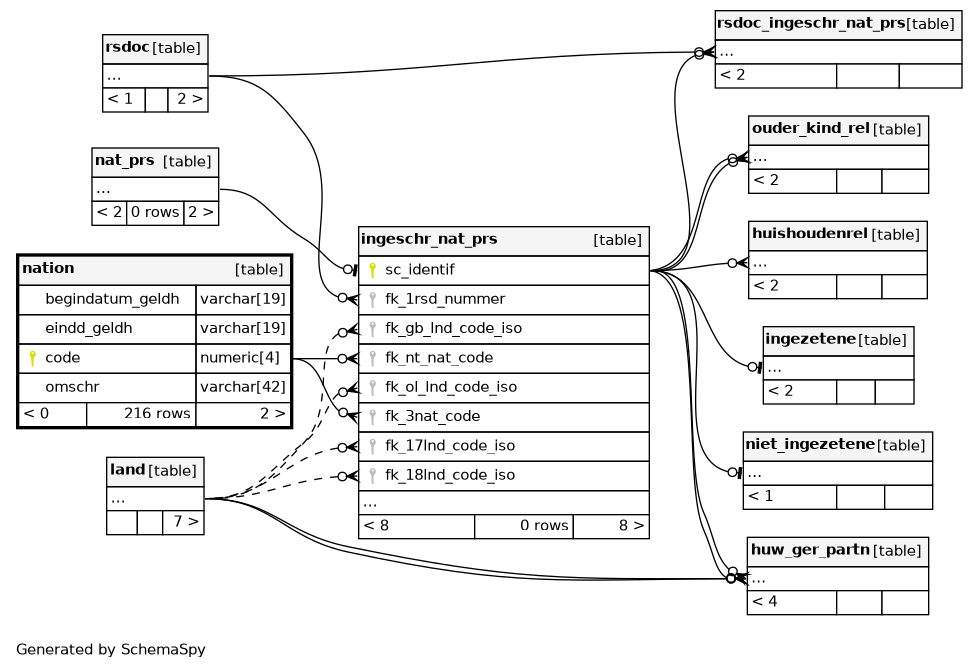 rsdoc [table]
...
< 1 2 >
nat_prs [table]
...
< 2 0 rows 2 >
nation [table]
begindatum_geldh varchar[19]
eindd_geldh varchar[19]
code numeric[4]
omschr varchar[42]
< 0 216 rows 2 >
land [table]
...
7 >
ingeschr_nat_prs [table]
sc_identif
fk_1rsd_nummer
fk_gb_lnd_code_iso
fk_nt_nat_code
fk_ol_lnd_code_iso
fk_3nat_code
fk_17lnd_code_iso
fk_18lnd_code_iso
...
< 8 0 rows 8 >
rsdoc_ingeschr_nat_prs [table]
...
< 2
ouder_kind_rel [table]
...
< 2
huishoudenrel [table]
...
< 2
ingezetene [table]
...
< 2
niet_ingezetene [table]
...
< 1
huw_ger_partn [table]
...
< 4
Generated by SchemaSpy